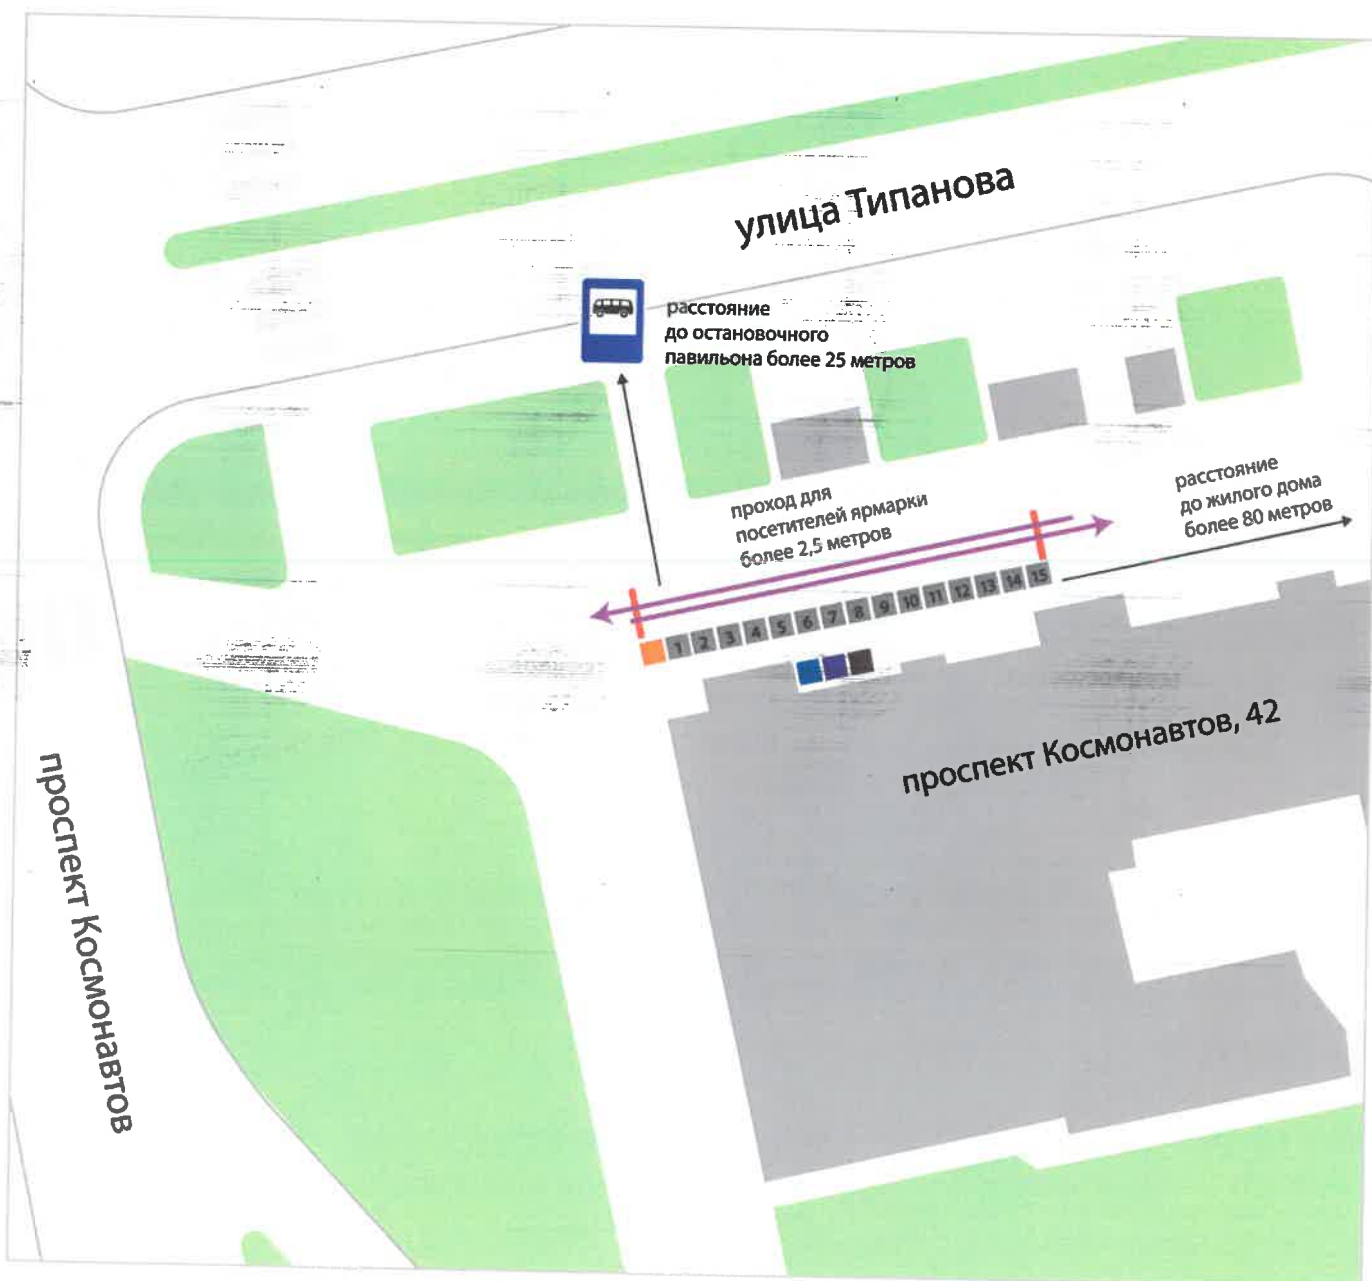 улица Типанова
расстояние
до остановочного
павильона более 25 метров
проход для
посетителей ярмарки
более 2,5 метров
расстояние
до жилого дома
более 80 метров
1 2 3 4 5 6 7 8 9 10 11 12 13 14 15
проспект Космонавтов, 42
проспект Космонавтов